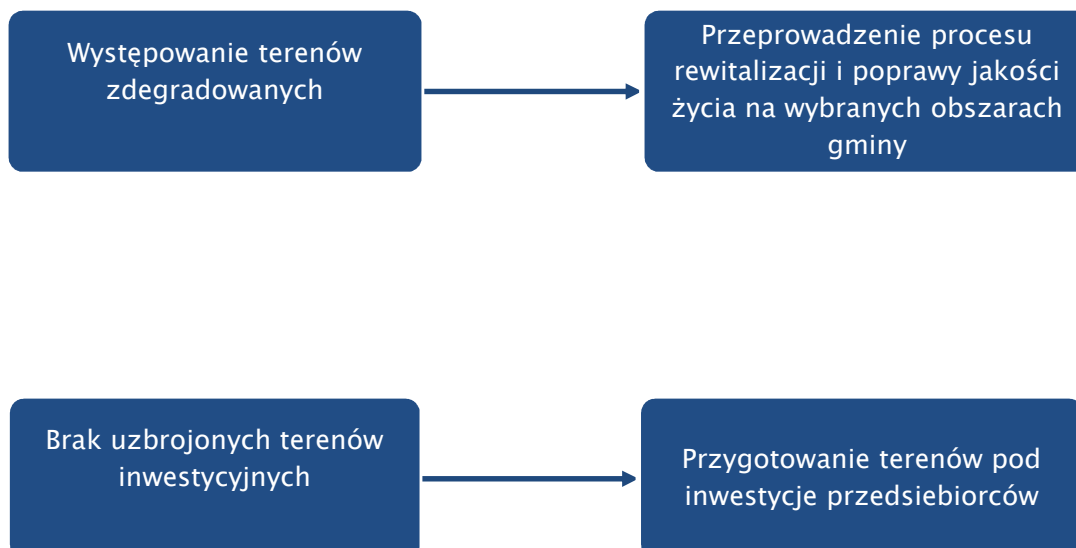 Występowanie terenów
zdegradowanych
Przeprowadzenie procesu
rewitalizacji i poprawy jakości
życia na wybranych obszarach
gminy
Brak uzbrojonych terenów
inwestycyjnych
Przygotowanie terenów pod
inwestycje przedsiebiorców